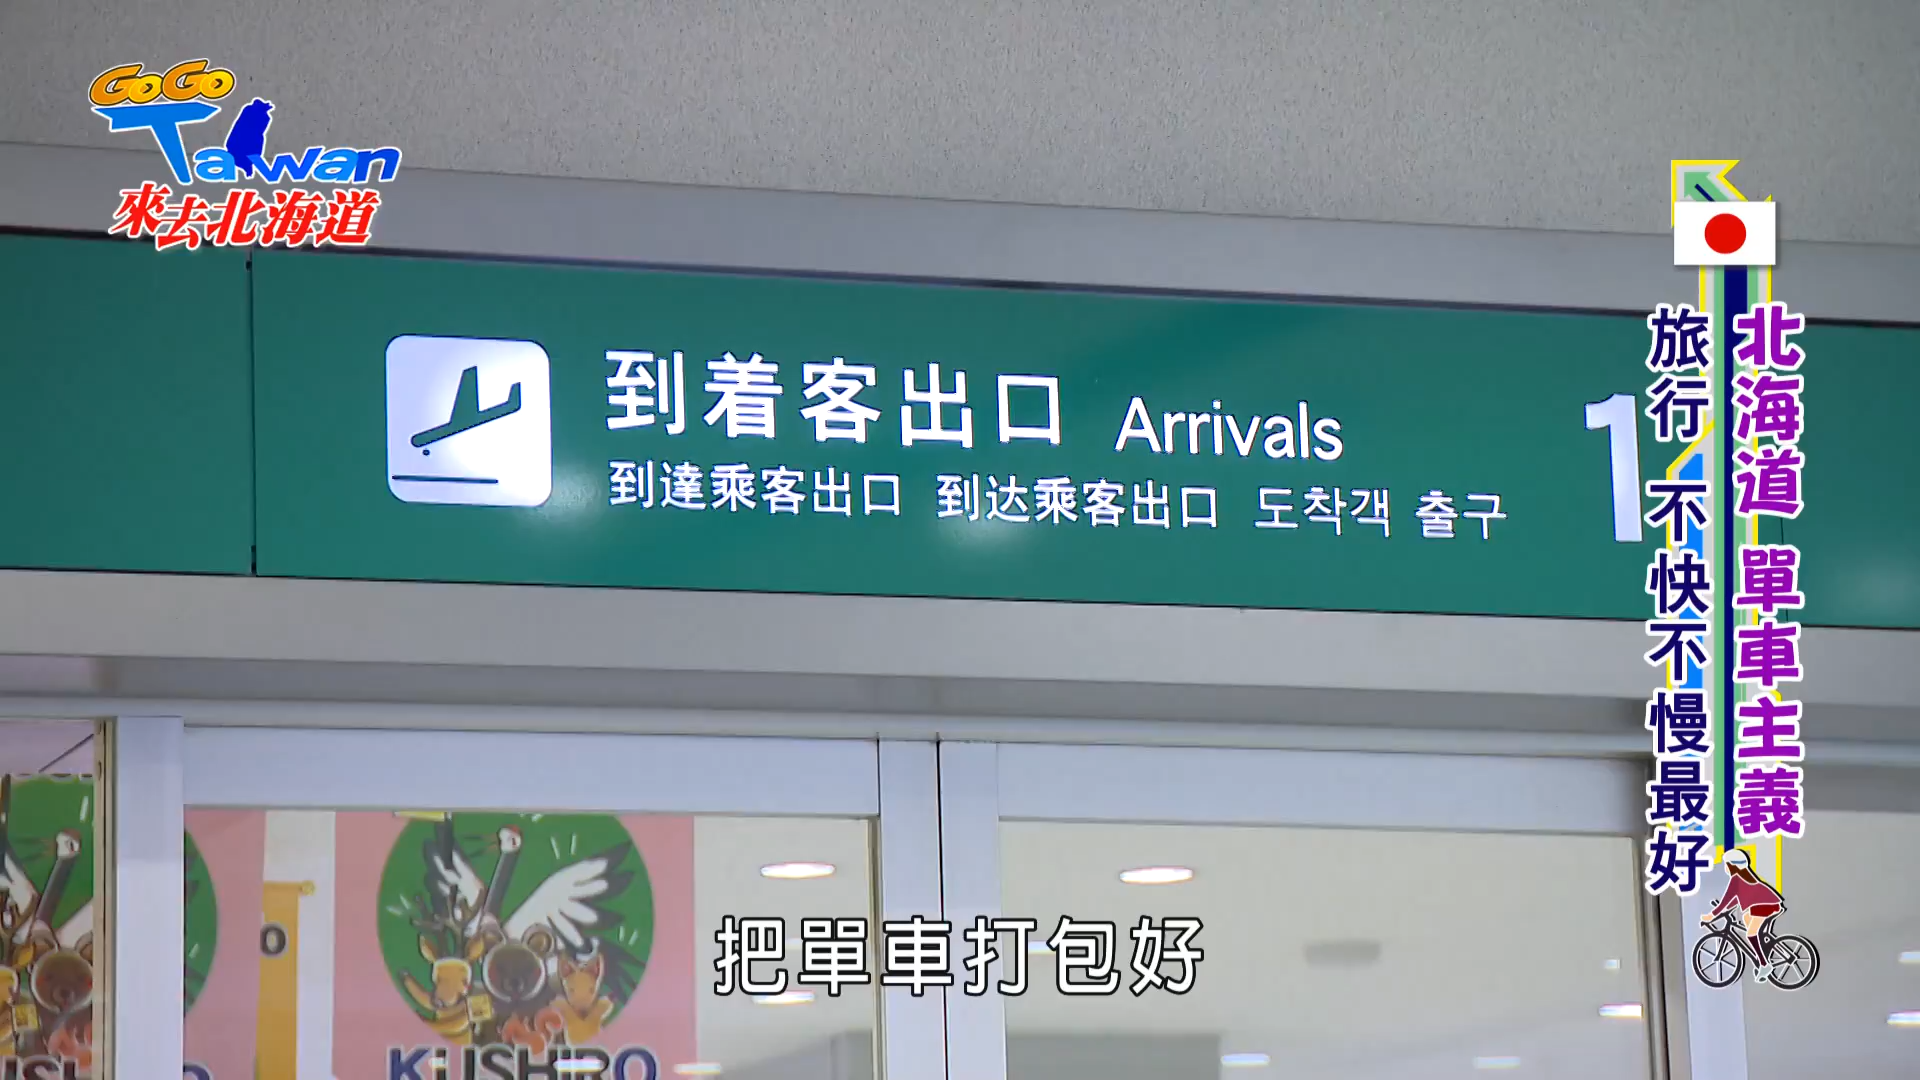 GoGo
Taiwan
來去北海道
到着客出口 Arrivals
到達乘客出口 到达乘客出口 도착객 출구
1
北海道 單車主義
旅行 不快不慢最好
KUSHIRO
把單車打包好